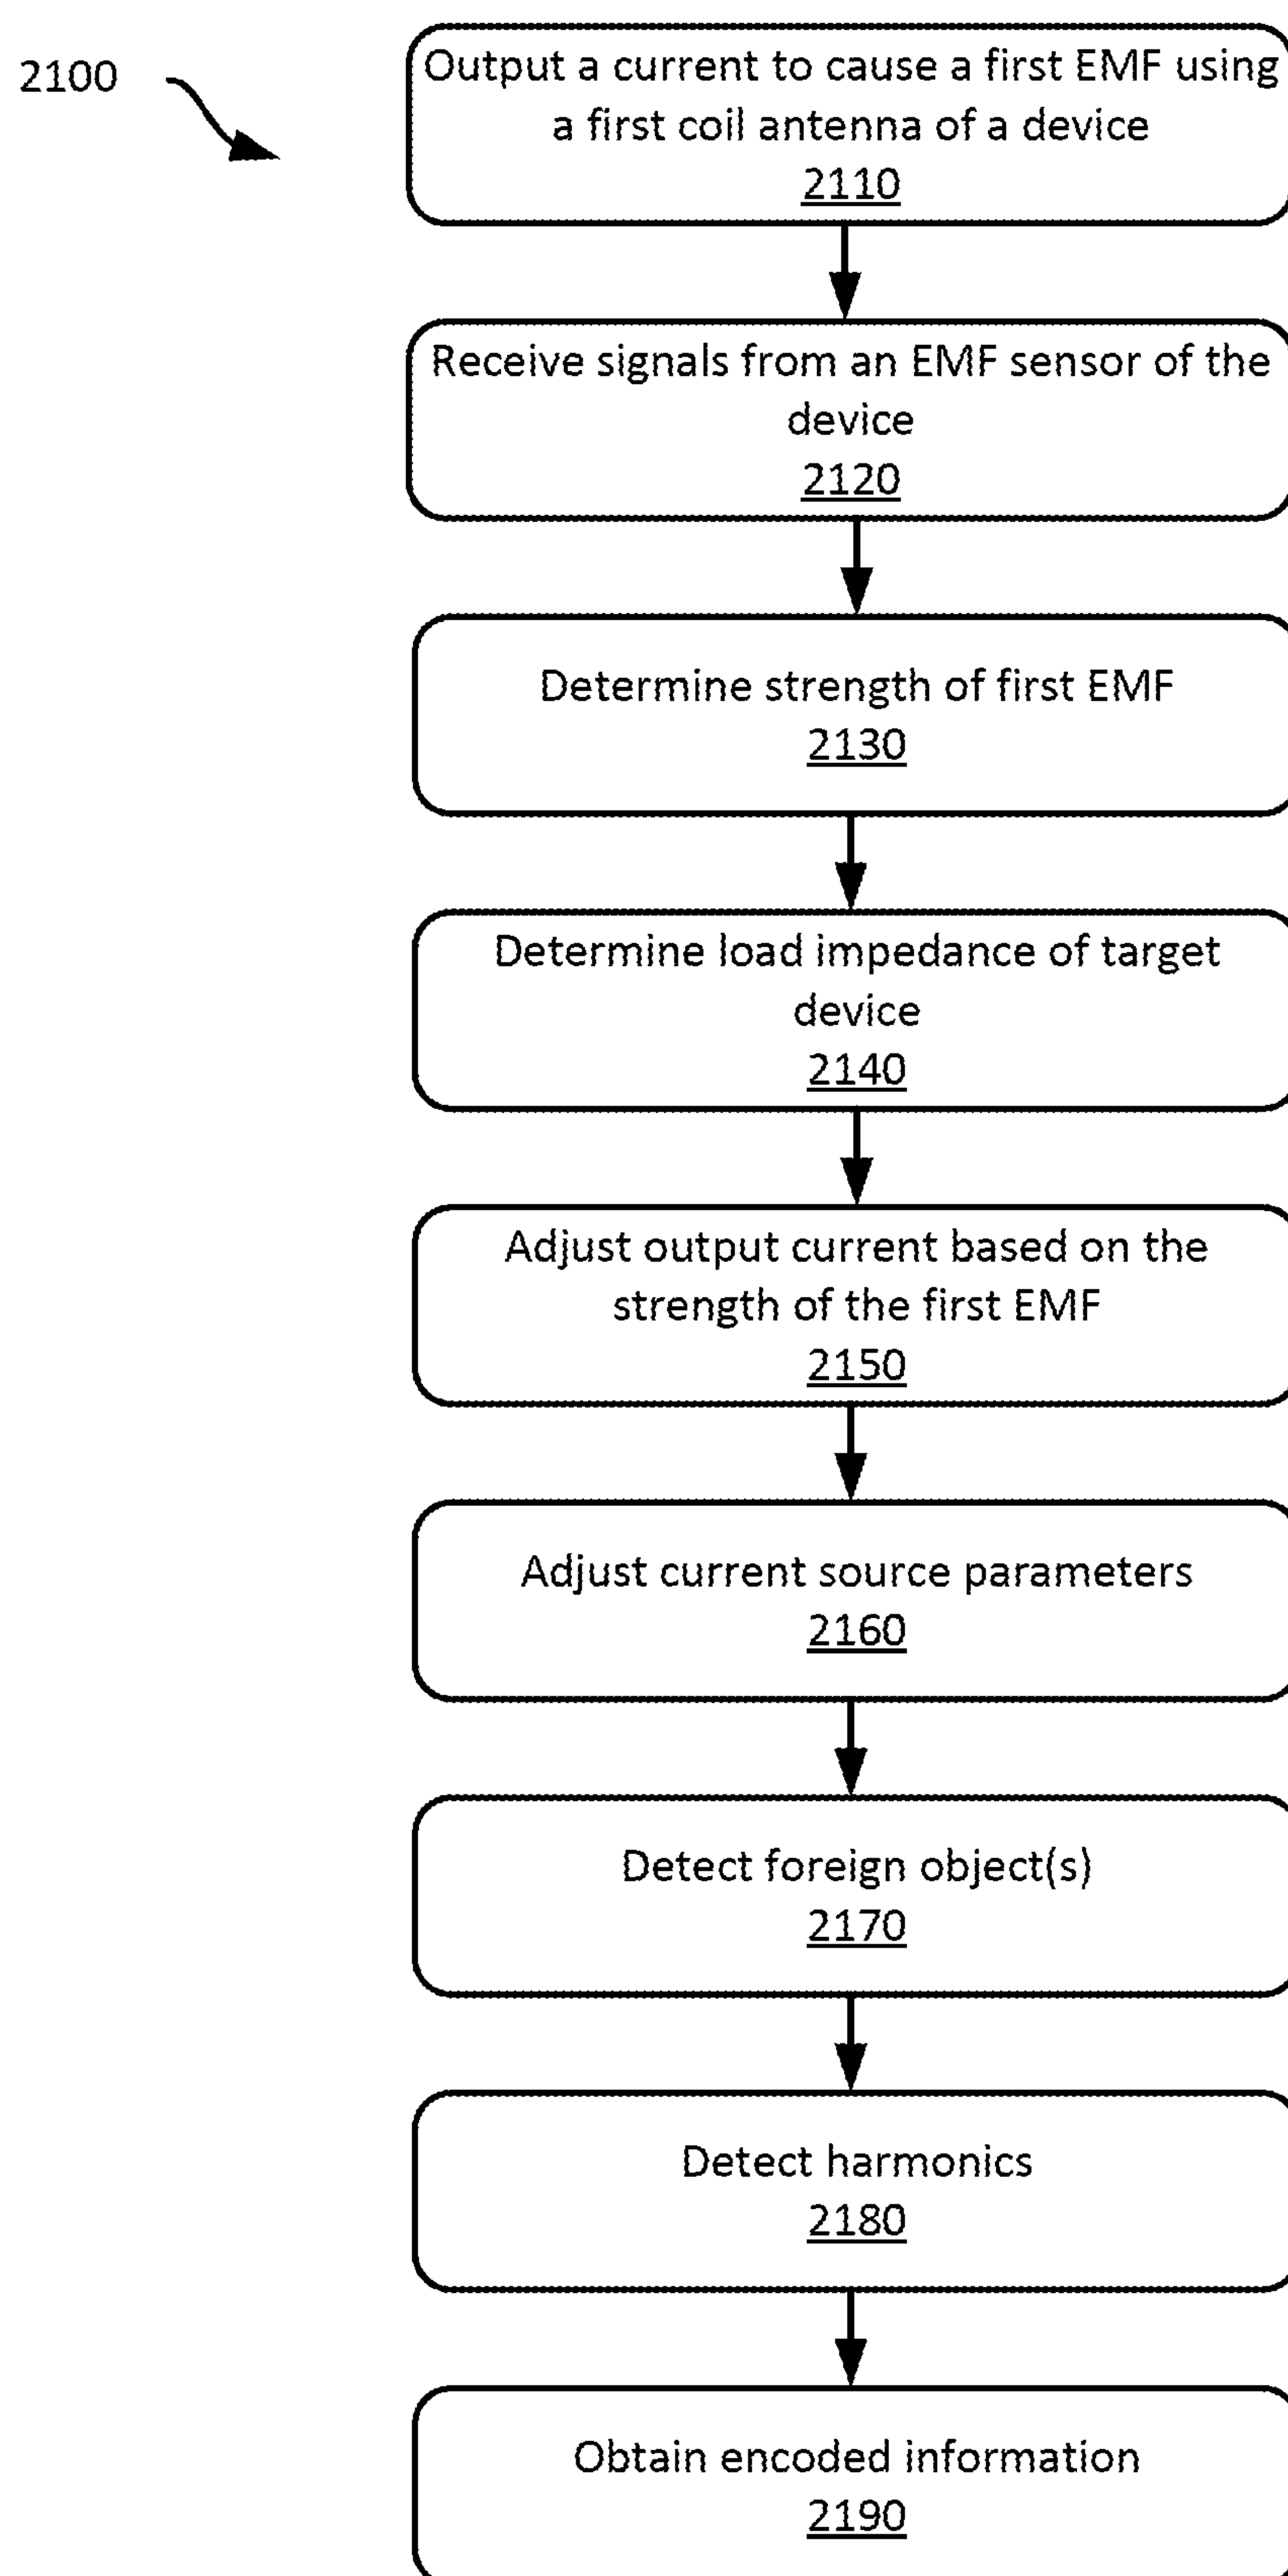 2100
Output a current to cause a first EMF using
a first coil antenna of a device
2110
Receive signals from an EMF sensor of the
device
2120
Determine strength of first EMF
2130
Determine load impedance of target
device
2140
Adjust output current based on the
strength of the first EMF
2150
Adjust current source parameters
2160
Detect foreign object(s)
2170
Detect harmonics
2180
Obtain encoded information
2190